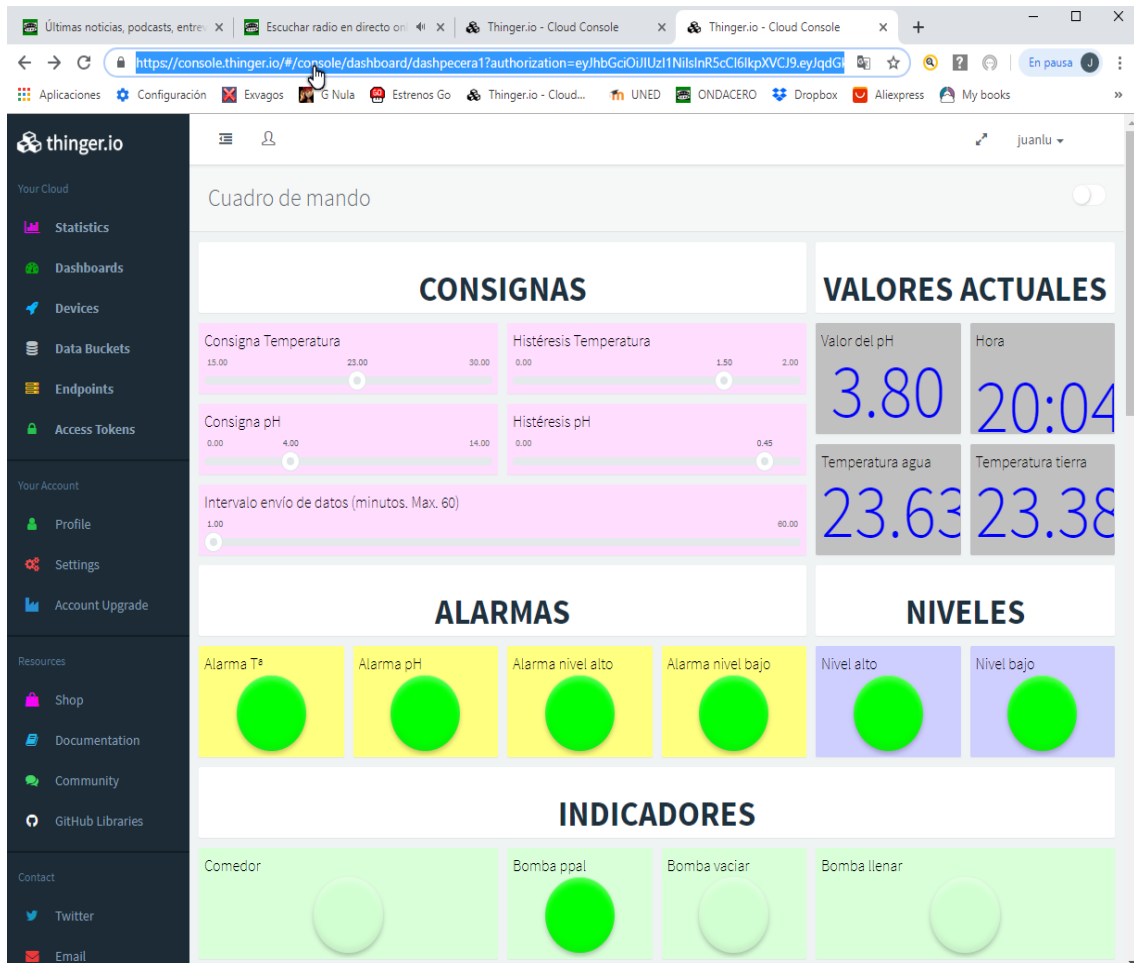 Últimas noticias, podcasts, entrev
Escuchar radio en directo onl
Thinger.io - Cloud Console
Thinger.io - Cloud Console
https://console.thinger.io/#/console/dashboard/dashpecera1?authorization=
En pausa J
Aplicaciones Configuración Exvagos G Nula Estrenos Go Thinger.io - Cloud... UNED ONDACERO Dropbox Aliexpress My books »
thinger.io
juanlu
Your Cloud
Statistics
Dashboards
Devices
Data Buckets
Endpoints
Access Tokens
Your Account
Profile
Settings
Account Upgrade
Resources
Shop
Documentation
Community
GitHub Libraries
Contact
Twitter
Email
Cuadro de mando
CONSIGNAS
Consigna Temperatura
15.00 23.00 30.00
Histéresis Temperatura
0.00 1.50 2.00
Consigna pH
0.00 4.00 14.00
Histéresis pH
0.00 0.45
Intervalo envío de datos (minutos. Max. 60)
1.00 60.00
VALORES ACTUALES
Valor del pH
3.80
Hora
20:04
Temperatura agua
23.63
Temperatura tierra
23.38
ALARMAS
Alarma Tª
Alarma pH
Alarma nivel alto
Alarma nivel bajo
NIVELES
Nivel alto
Nivel bajo
INDICADORES
Comedor
Bomba ppal
Bomba vaciar
Bomba llenar